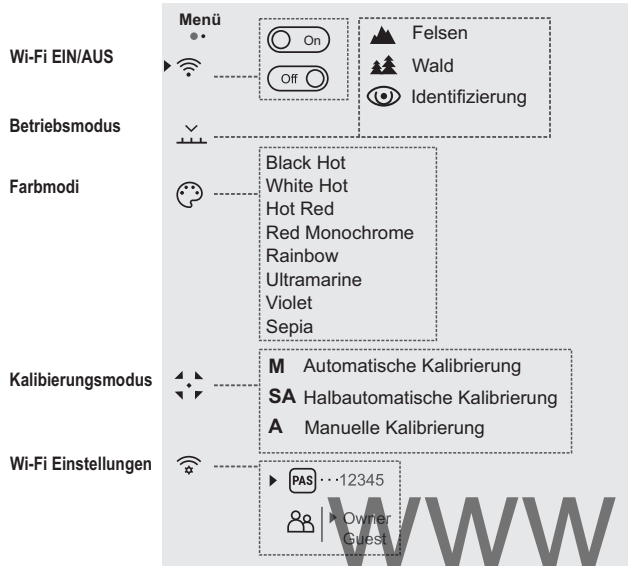 Menü
Wi-Fi EIN/AUS
On
Off
Felsen
Wald
Identifizierung
Betriebsmodus
Farbmodi
Black Hot
White Hot
Hot Red
Red Monochrome
Rainbow
Ultramarine
Violet
Sepia
Kalibierungsmodus
M Automatische Kalibrierung
SA Halbautomatische Kalibrierung
A Manuelle Kalibrierung
Wi-Fi Einstellungen
PAS ···12345
Owner
Guest
WWW